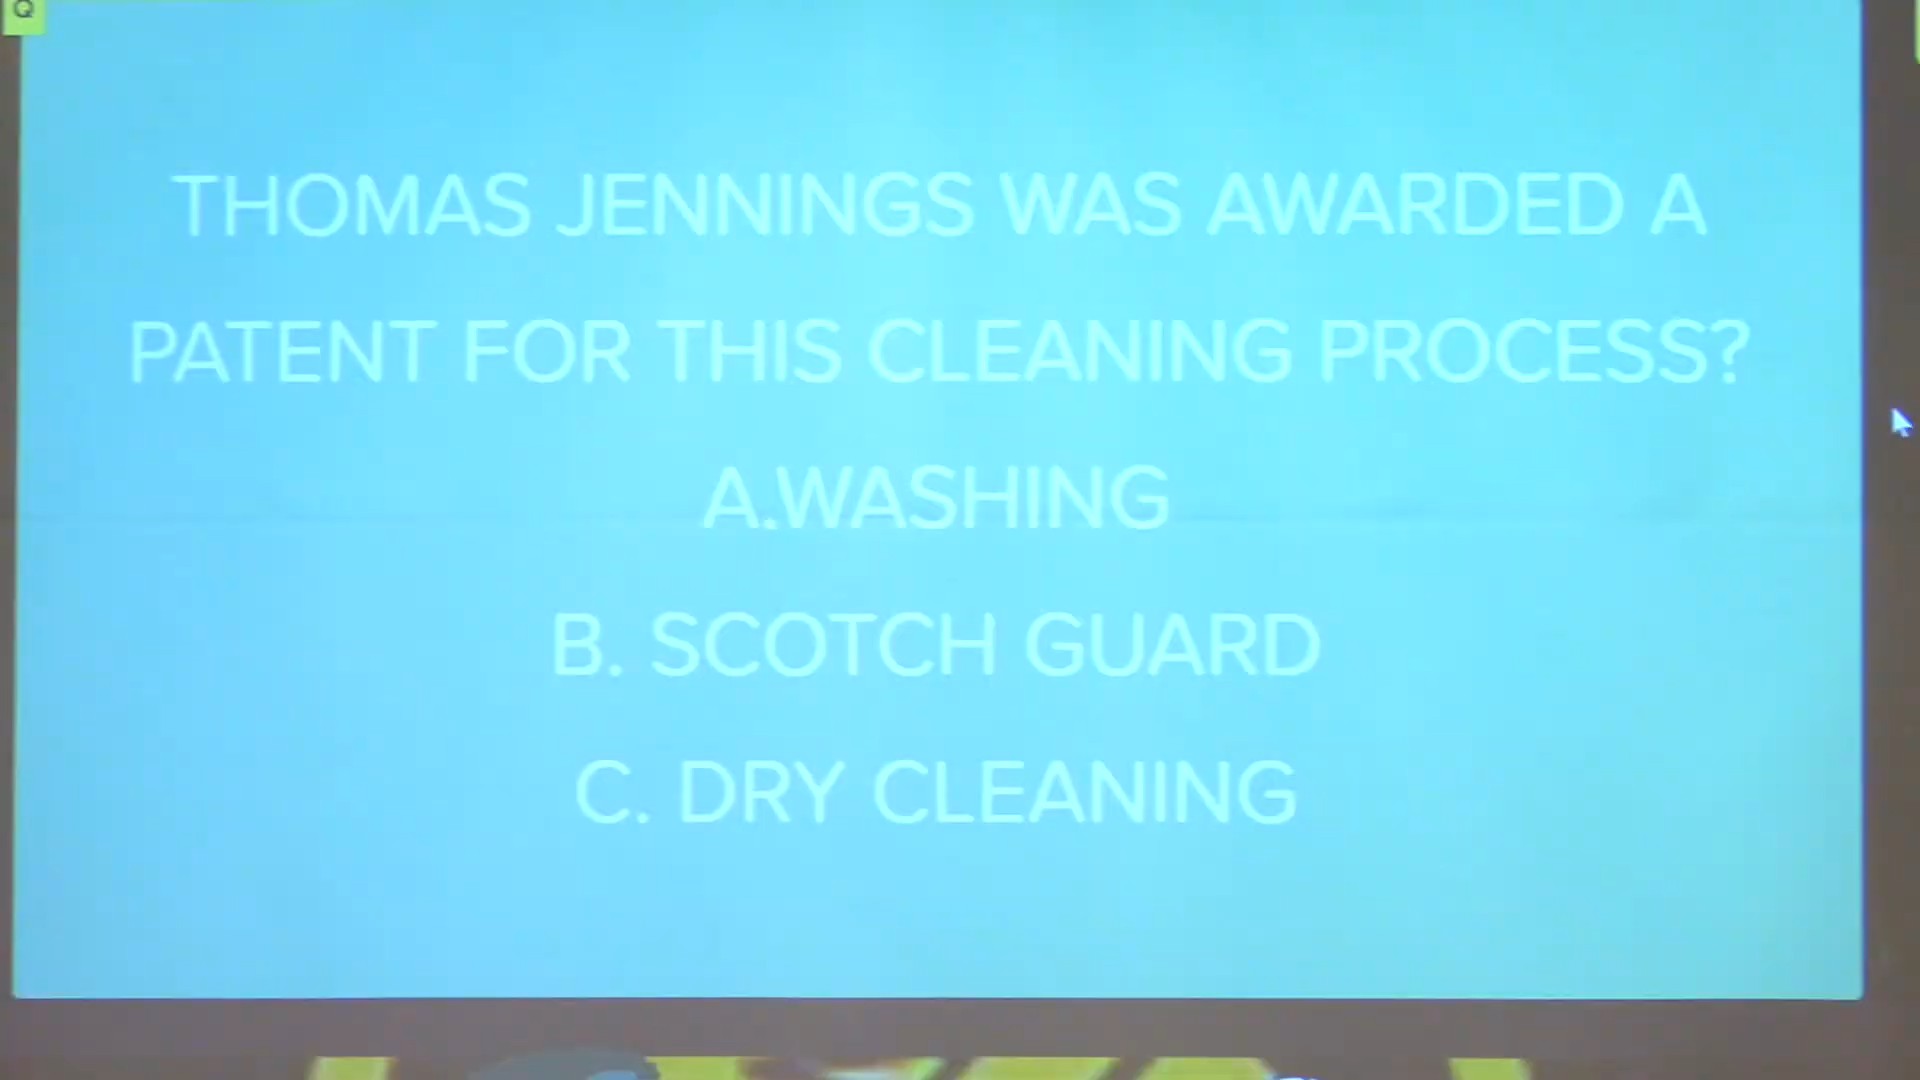 Q
THOMAS JENNINGS WAS AWARDED A
PATENT FOR THIS CLEANING PROCESS?
A.WASHING
B. SCOTCH GUARD
C. DRY CLEANING